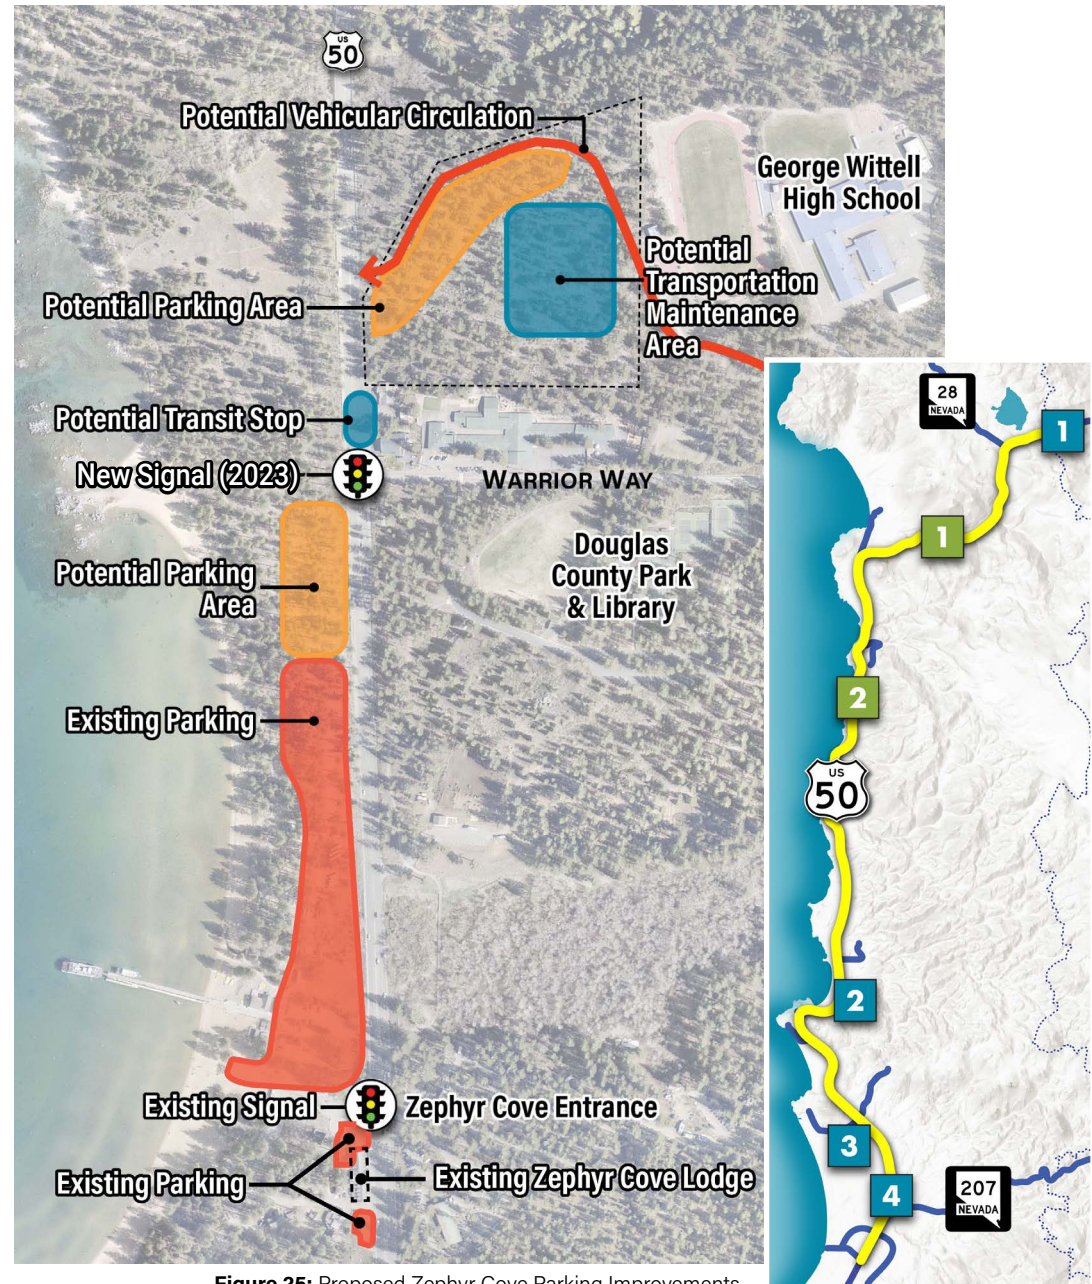 US
50
Potential Vehicular Circulation
George Wittell
High School
Potential
Transportation
Maintenance
Area
Potential Parking Area
Potential Transit Stop
New Signal (2023)
WARRIOR WAY
Douglas
County Park
& Library
Potential Parking
Area
Existing Parking
Existing Signal
Zephyr Cove Entrance
Existing Parking
Existing Zephyr Cove Lodge
28
NEVADA
1
1
2
US
50
2
3
4
207
NEVADA
Figure 25: Proposed Zephyr Cove Parking Improvements